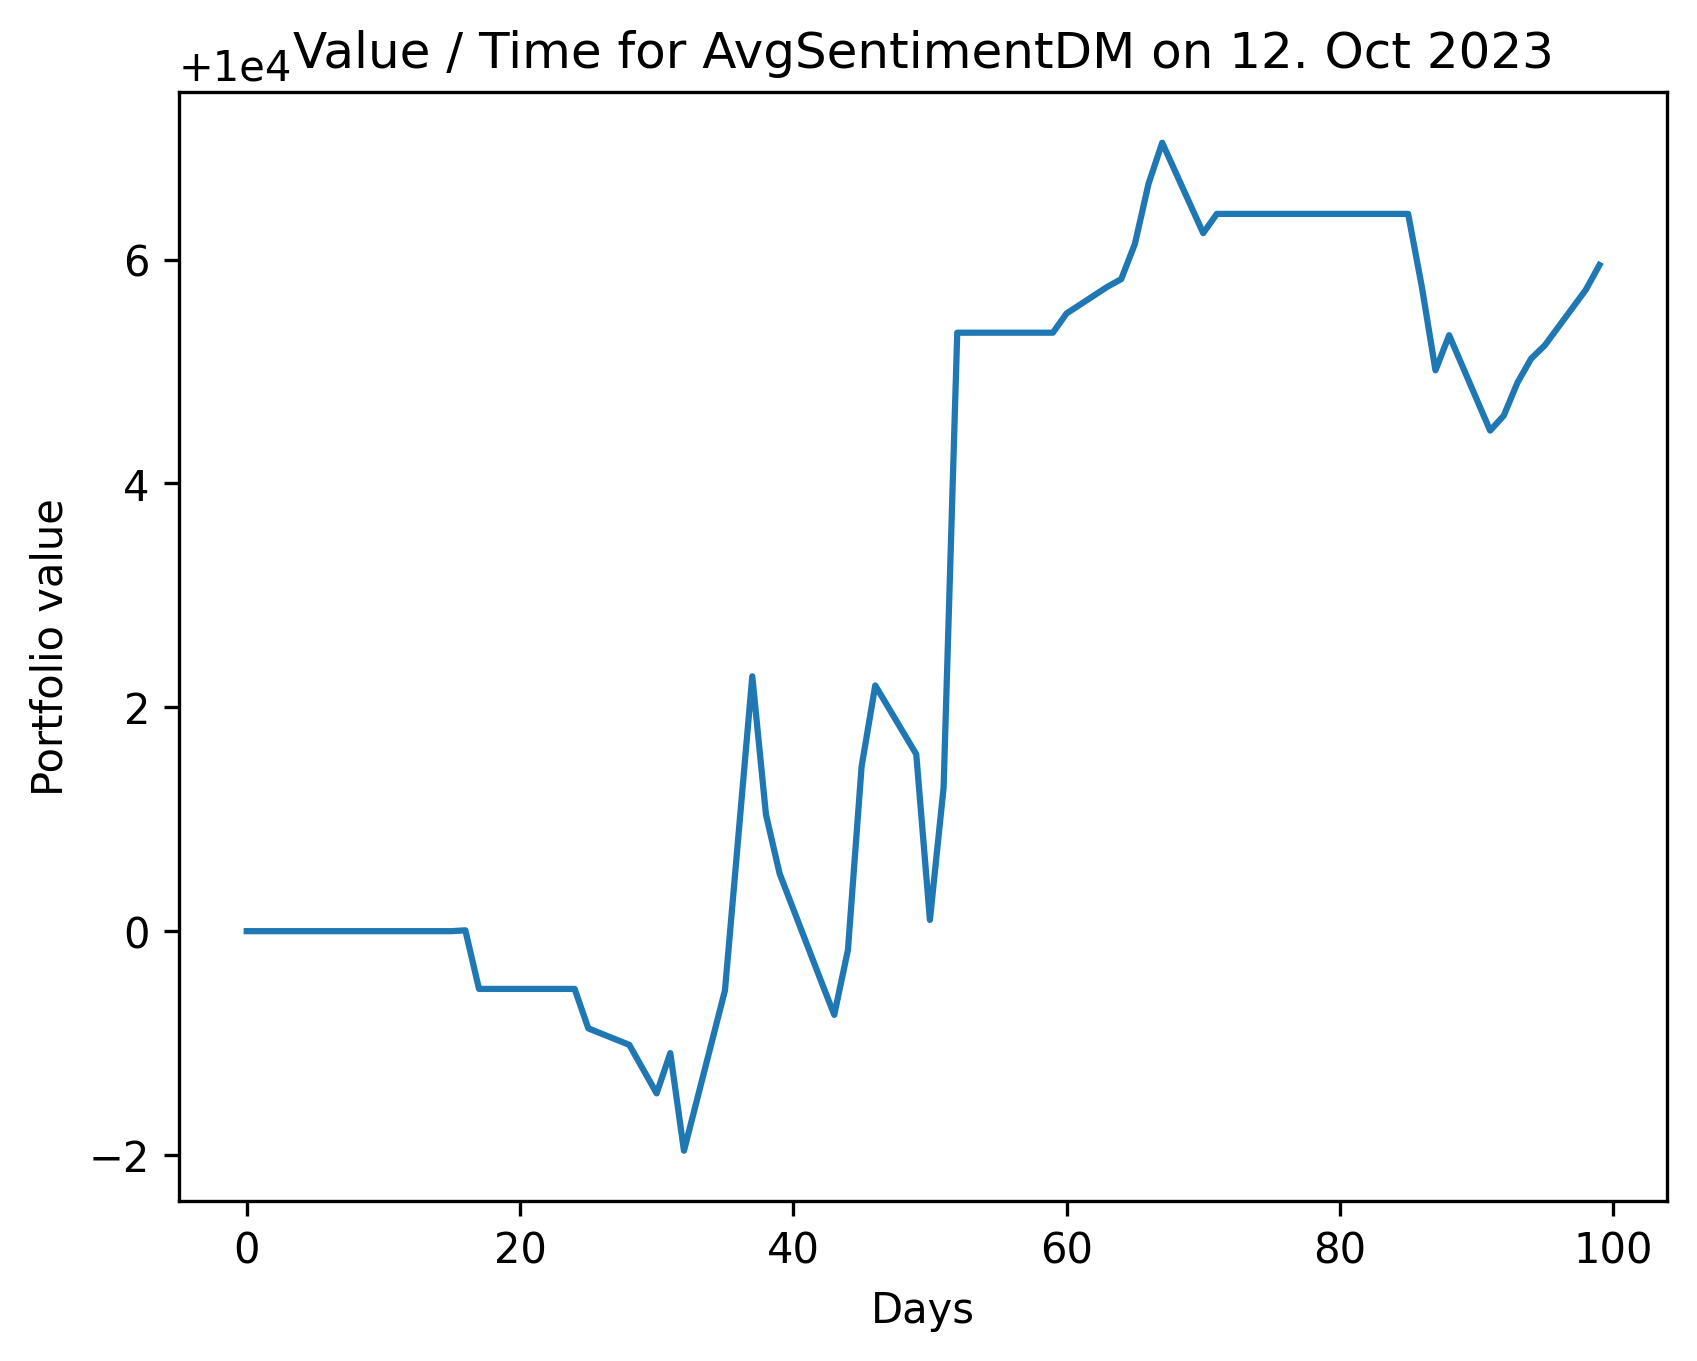 Value / Time for AvgSentimentDM on 12. Oct 2023
+1e4
6
4
2
0
−2
Portfolio value
0 20 40 60 80 100
Days